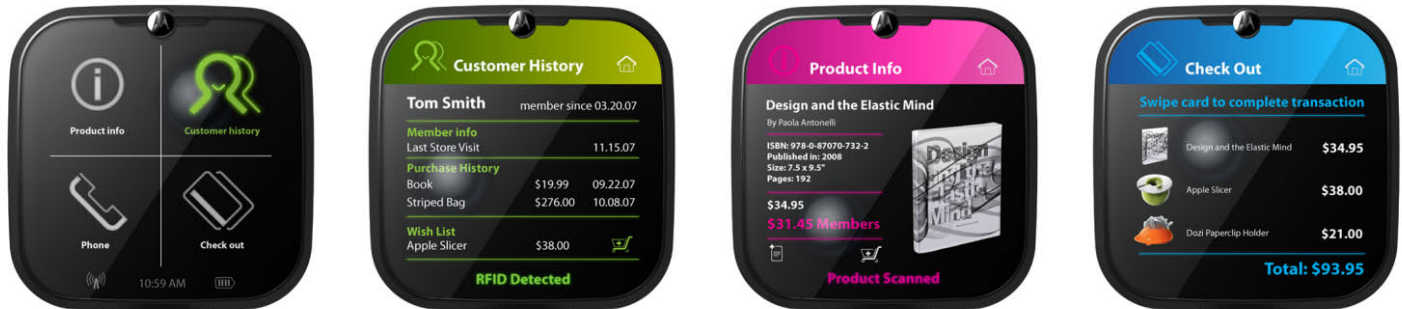 Product info
Customer history
Phone
Check out
10:59 AM
Customer History
Tom Smith member since 03.20.07
Member info
Last Store Visit 11.15.07
Purchase History
Book $19.99 09.22.07
Striped Bag $276.00 10.08.07
Wish List
Apple Slicer $38.00
RFID Detected
Product Info
Design and the Elastic Mind
By Paola Antonelli
ISBN: 978-0-87070-732-2
Published in: 2008
Size: 7.5 x 9.5"
Pages: 192
$34.95
$31.45 Members
Design
and the
Elastic
Mind
Product Scanned
Check Out
Swipe card to complete transaction
Design and the Elastic Mind $34.95
Apple Slicer $38.00
Dozi Paperclip Holder $21.00
Total: $93.95